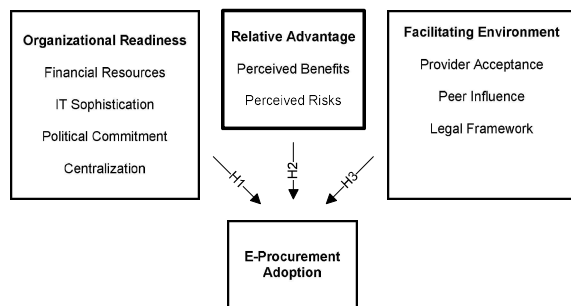 Organizational Readiness
Financial Resources
IT Sophistication
Political Commitment
Centralization
Relative Advantage
Perceived Benefits
Perceived Risks
Facilitating Environment
Provider Acceptance
Peer Influence
Legal Framework
H1
H2
H3
E-Procurement
Adoption